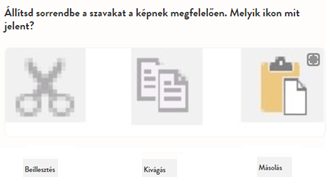 Állítsd sorrendbe a szavakat a képnek megfelelően. Melyik ikon mit
jelent?
Beillesztés
Kivágás
Másolás